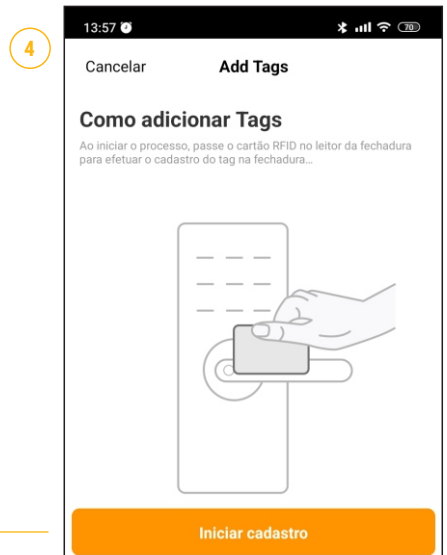 4
13:57
70
Cancelar Add Tags
Como adicionar Tags
Ao iniciar o processo, passe o cartão RFID no leitor da fechadura
para efetuar o cadastro do tag na fechadura...
Iniciar cadastro